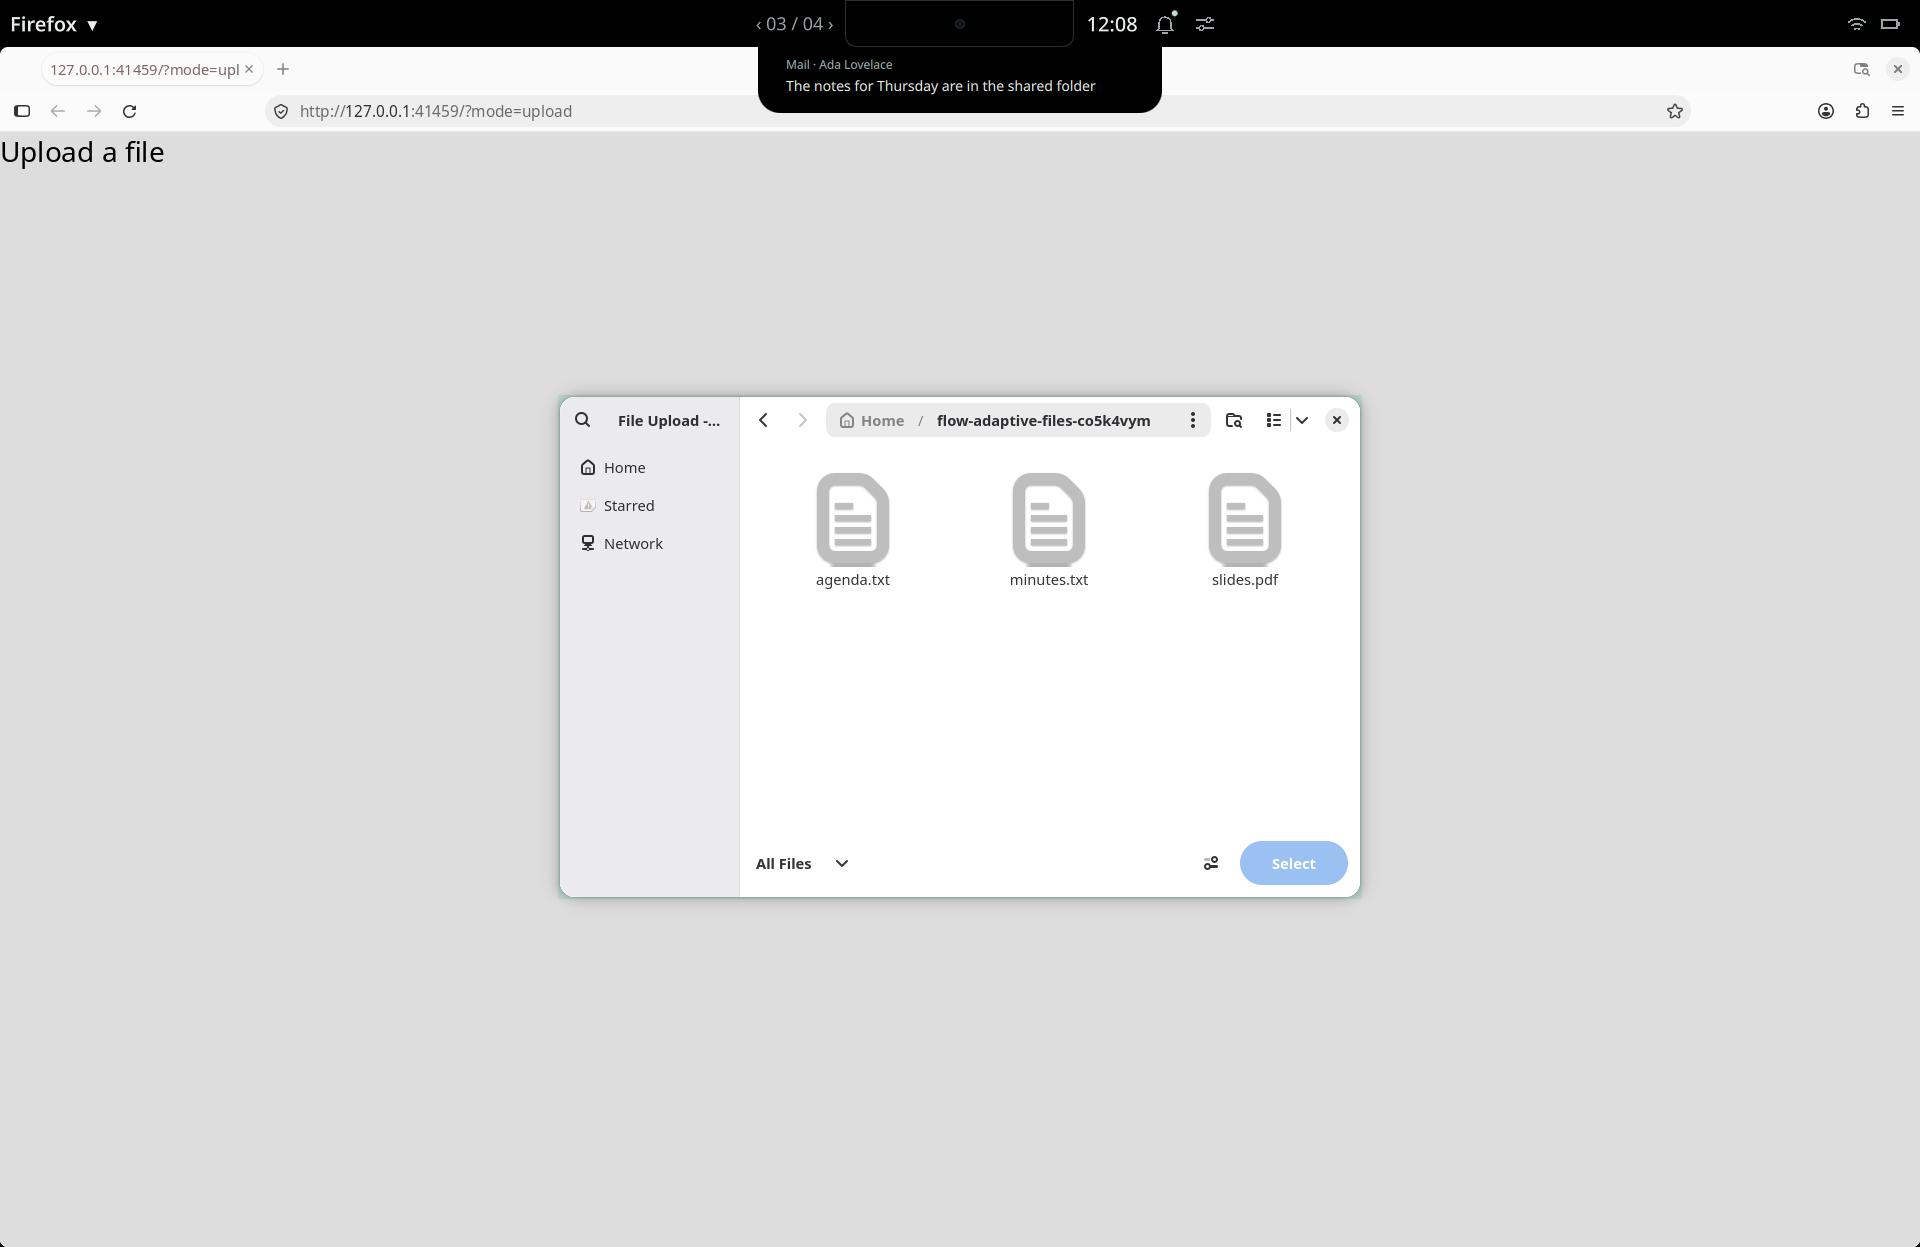 Firefox ▼
‹ 03 / 04 ›
12:08
Mail · Ada Lovelace
The notes for Thursday are in the shared folder
127.0.0.1:41459/?mode=upl
http://127.0.0.1:41459/?mode=upload
Upload a file
File Upload -...
Home / flow-adaptive-files-co5k4vym
Home
Starred
Network
agenda.txt
minutes.txt
slides.pdf
All Files
Select